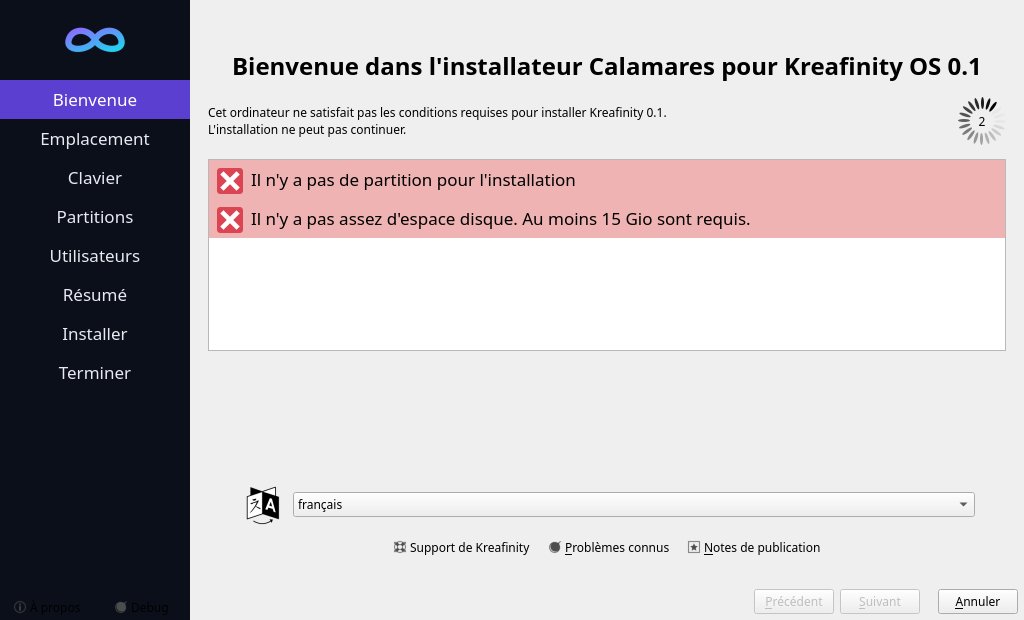 Bienvenue dans l'installateur Calamares pour Kreafinity OS 0.1
Bienvenue
Emplacement
Clavier
Partitions
Utilisateurs
Résumé
Installer
Terminer
À propos
Debug
Cet ordinateur ne satisfait pas les conditions requises pour installer Kreafinity 0.1.
L'installation ne peut pas continuer.
2
Il n'y a pas de partition pour l'installation
Il n'y a pas assez d'espace disque. Au moins 15 Gio sont requis.
français
Support de Kreafinity
Problèmes connus
Notes de publication
Précédent
Suivant
Annuler